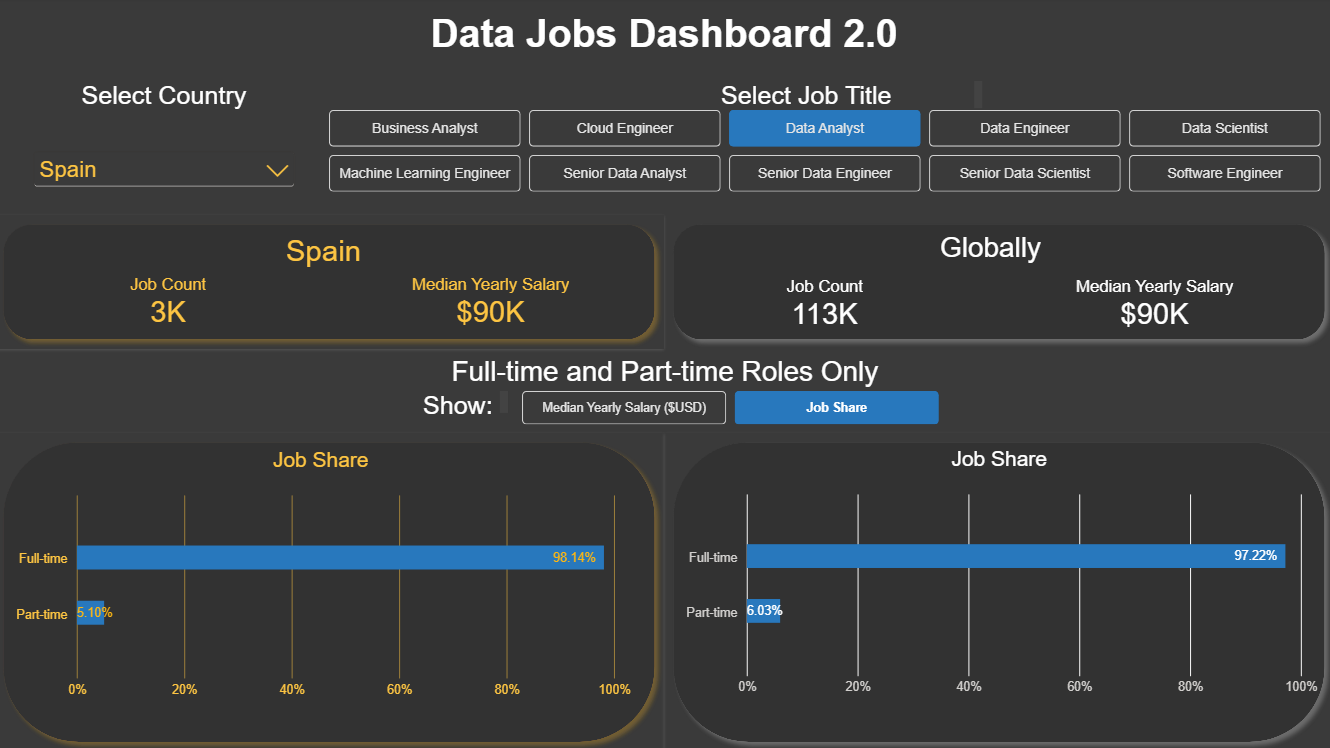 Data Jobs Dashboard 2.0
Select Country
Select Job Title
Business Analyst
Cloud Engineer
Data Analyst
Data Engineer
Data Scientist
Spain
Machine Learning Engineer
Senior Data Analyst
Senior Data Engineer
Senior Data Scientist
Software Engineer
Spain
Job Count
3K
Median Yearly Salary
$90K
Globally
Job Count
113K
Median Yearly Salary
$90K
Full-time and Part-time Roles Only
Show:
Median Yearly Salary ($USD)
Job Share
Job Share
Full-time
98.14%
Part-time
5.10%
0% 20% 40% 60% 80% 100%
Job Share
Full-time
97.22%
Part-time
6.03%
0% 20% 40% 60% 80% 100%